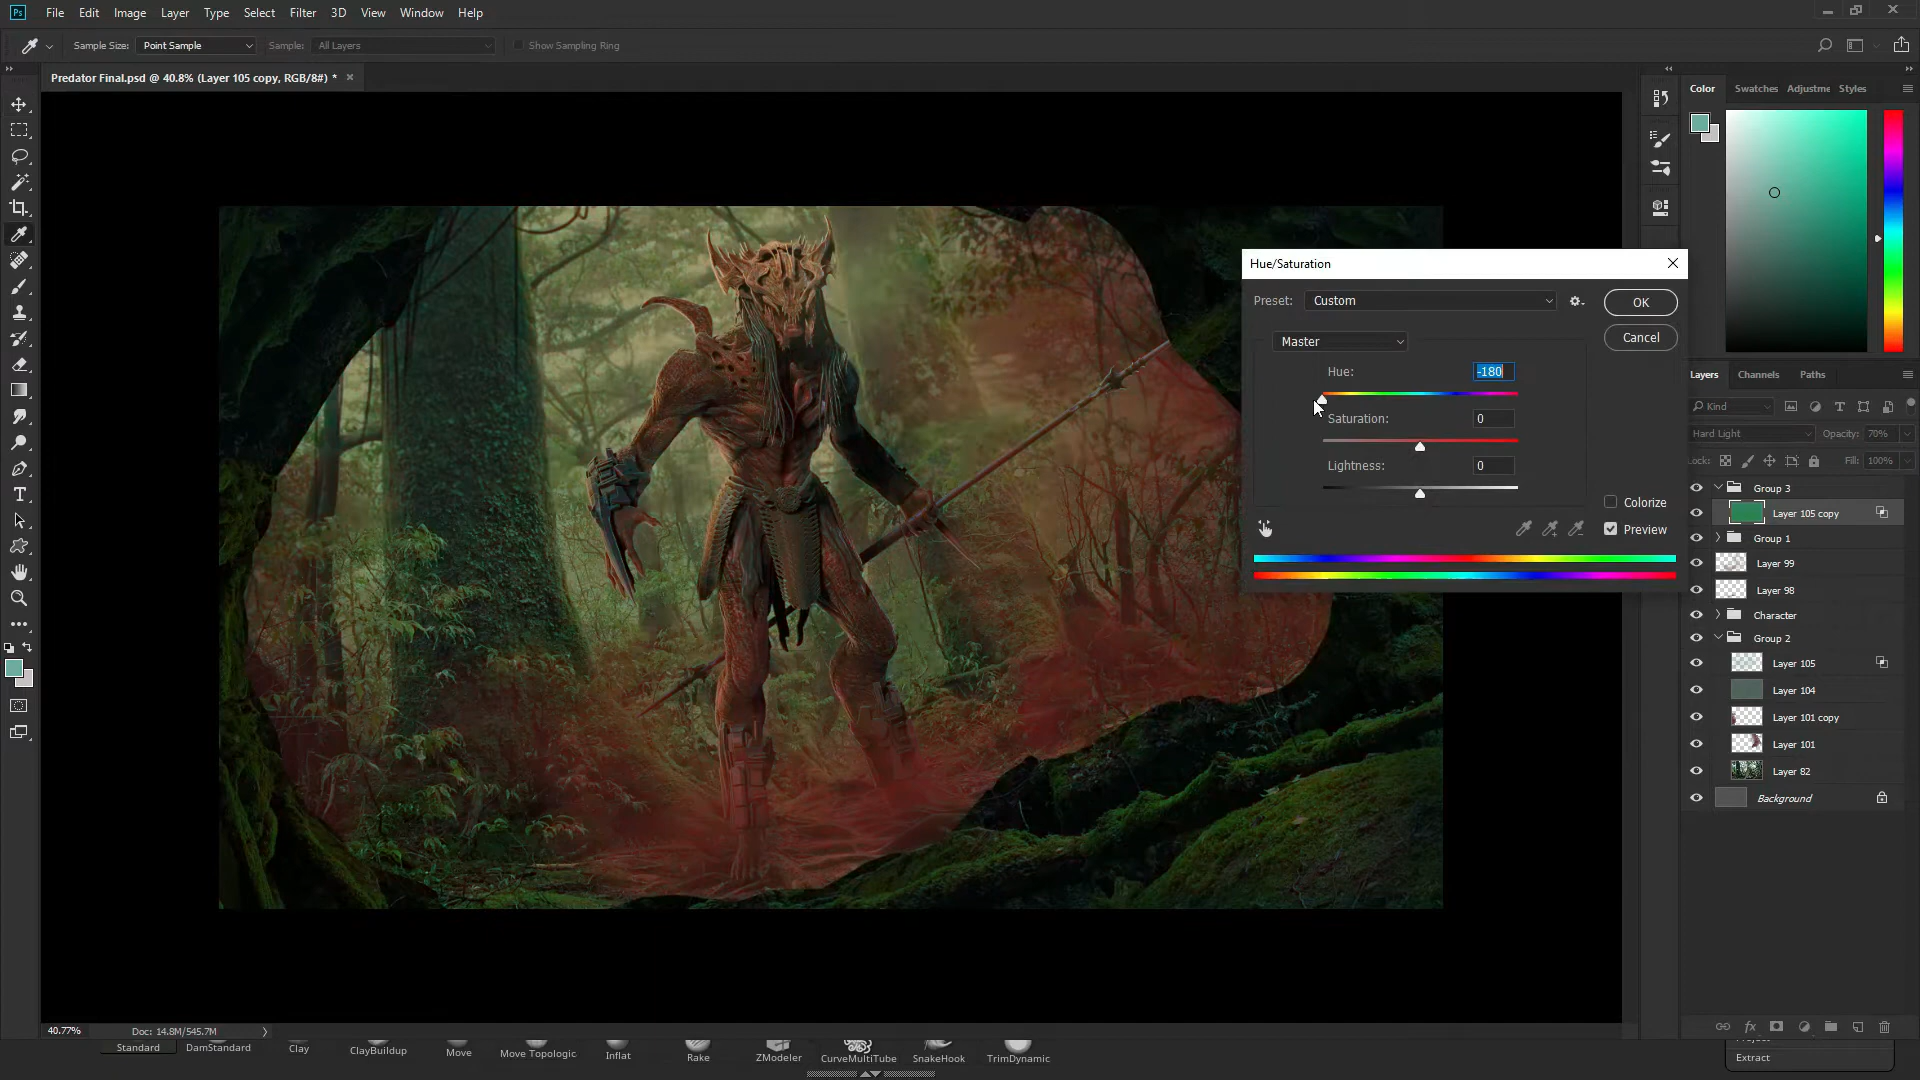 Ps File Edit Image Layer Type Select Filter 3D View Window Help
Sample Size: Point Sample Sample: All Layers Show Sampling Ring
Predator Final.psd @ 40.8% (Layer 105 copy, RGB/8#) *
Color Swatches Adjustme Styles
Hue/Saturation
Preset: Custom
OK
Cancel
Master
Hue: -180
Saturation: 0
Lightness: 0
Colorize
Preview
Layers Channels Paths
Kind
Hard Light Opacity: 70%
Lock: Fill: 100%
Group 3
Layer 105 copy
Group 1
Layer 99
Layer 98
Character
Group 2
Layer 105
Layer 104
Layer 101 copy
Layer 101
Layer 82
Background
fx
40.77% Doc: 14.8M/545.7M
Standard DamStandard Clay ClayBuildup Move Move Topologic Inflat Rake ZModeler CurveMultiTube SnakeHook TrimDynamic
Extract